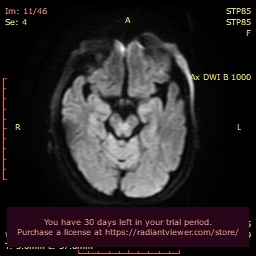 Im: 11/46
STP85
Se: 4
STP85
F
A
Ax DWI B 1000
R
L
You have 30 days left in your trial period.
Purchase a license at https://radiantviewer.com/store/